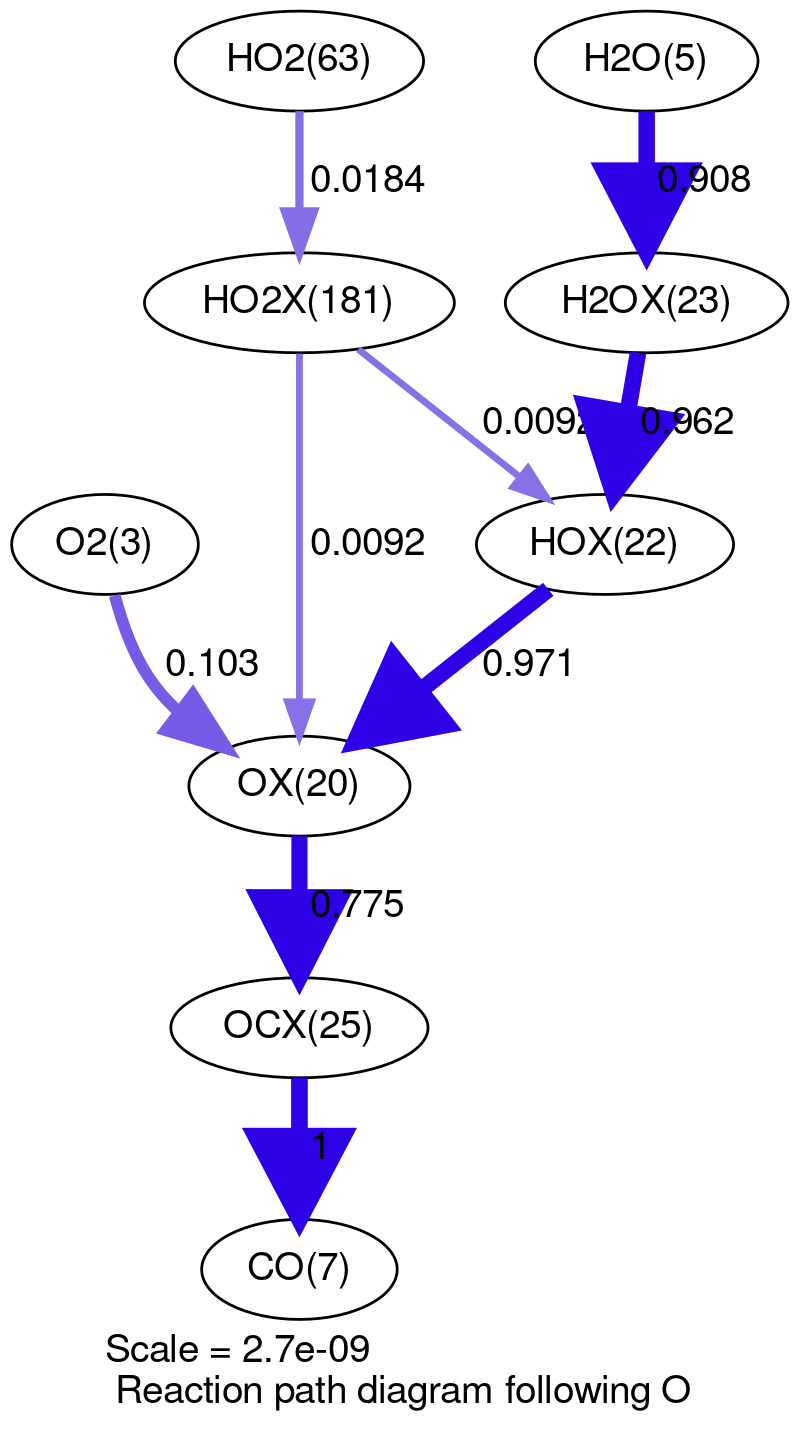 HO2(63)
H2O(5)
0.0184
0.908
HO2X(181)
H2OX(23)
0.0092
0.962
O2(3)
0.0092
HOX(22)
0.103
0.971
OX(20)
0.775
OCX(25)
1
CO(7)
Scale = 2.7e-09
Reaction path diagram following O